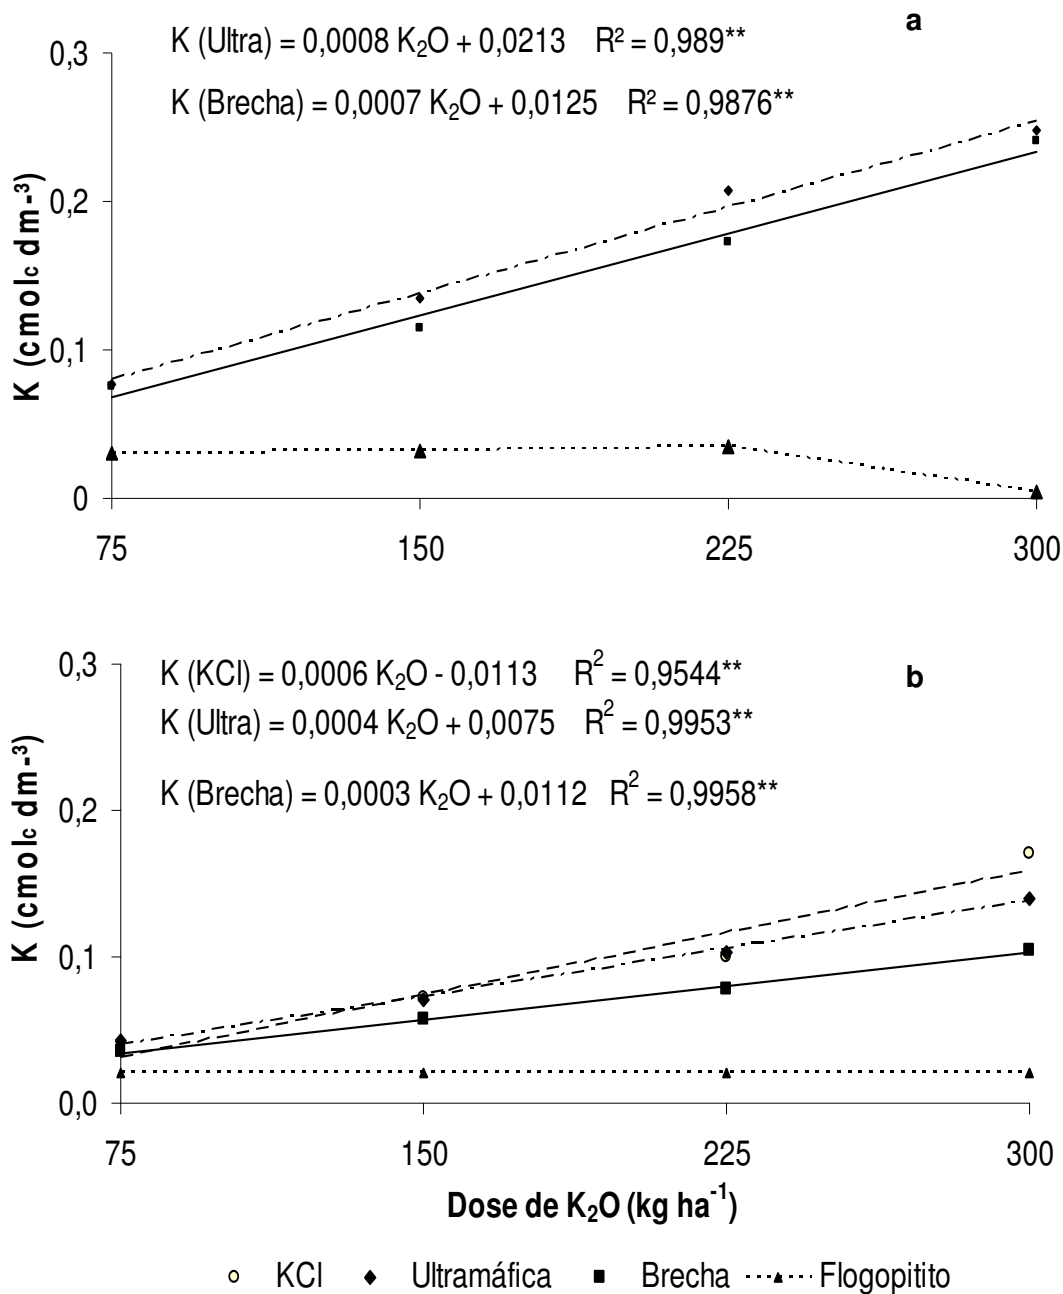 a
K (Ultra) = 0,0008 K₂O + 0,0213 R² = 0,989**
K (Brecha) = 0,0007 K₂O + 0,0125 R² = 0,9876**
0,3
0,2
0,1
0
K (cmolc dm-³)
75 150 225 300
b
K (KCl) = 0,0006 K₂O - 0,0113 R² = 0,9544**
K (Ultra) = 0,0004 K₂O + 0,0075 R² = 0,9953**
K (Brecha) = 0,0003 K₂O + 0,0112 R² = 0,9958**
0,3
0,2
0,1
0,0
K (cmolc dm-³)
75 150 225 300
Dose de K₂O (kg ha⁻¹)
KCl Ultramáfica Brecha Flogopitito